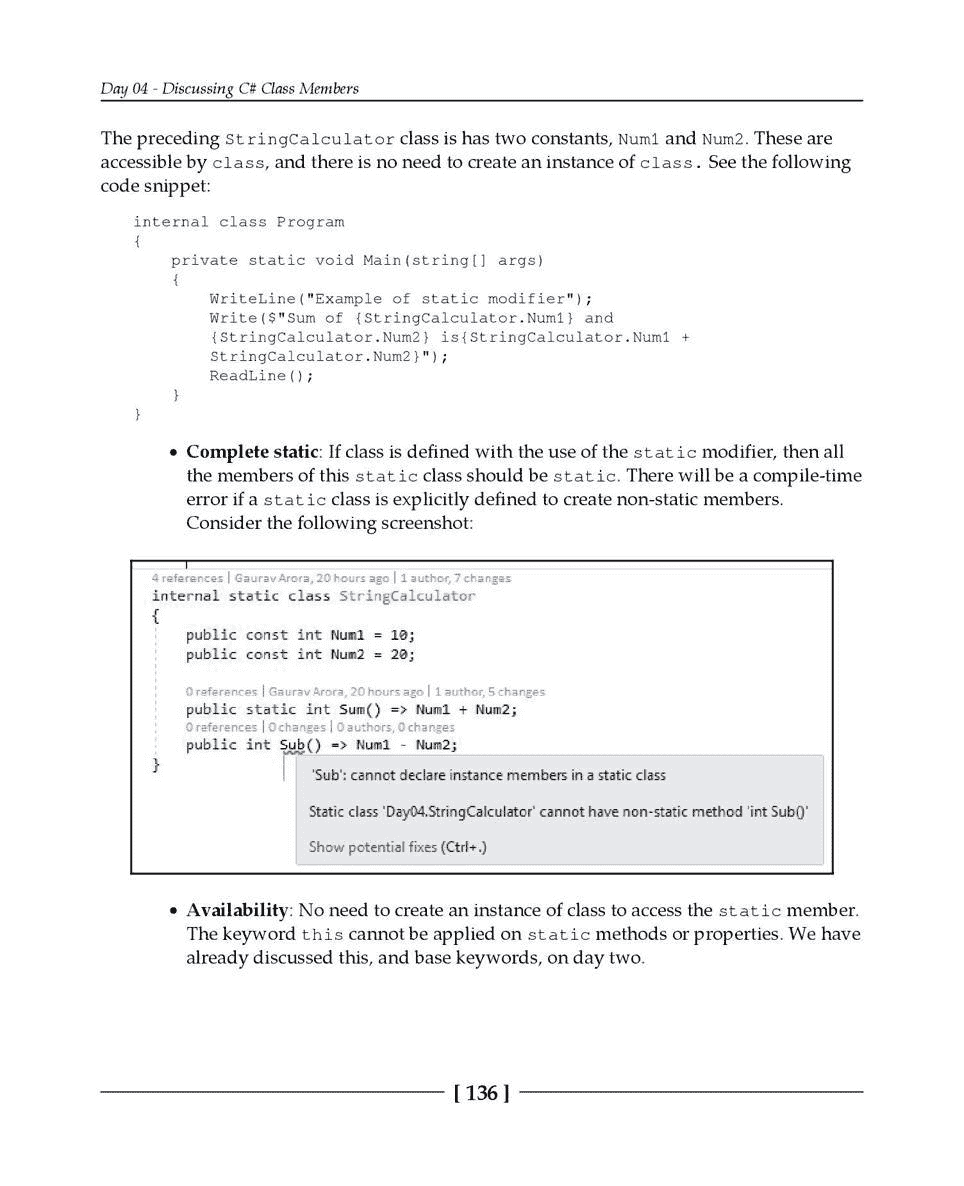 Day 04 - Discussing C# Class Members
The preceding StringCalculator class is has two constants, Num1 and Num2. These are
accessible by class, and there is no need to create an instance of class. See the following
code snippet:
internal class Program
{
private static void Main(string[] args)
{
WriteLine("Example of static modifier");
Write($"Sum of {StringCalculator.Num1} and
{StringCalculator.Num2} is{StringCalculator.Num1 +
StringCalculator.Num2}");
ReadLine();
}
}
• Complete static: If class is defined with the use of the static modifier, then all
the members of this static class should be static. There will be a compile-time
error if a static class is explicitly defined to create non-static members.
Consider the following screenshot:
4 references | Gaurav Arora, 20 hours ago | 1 author, 7 changes
internal static class StringCalculator
{
public const int Num1 = 10;
public const int Num2 = 20;
0 references | Gaurav Arora, 20 hours ago | 1 author, 5 changes
public static int Sum() => Num1 + Num2;
0 references | 0 changes | 0 authors, 0 changes
public int Sub() => Num1 - Num2;
}
'Sub': cannot declare instance members in a static class
Static class 'Day04.StringCalculator' cannot have non-static method 'int Sub()'
Show potential fixes (Ctrl+.)
• Availability: No need to create an instance of class to access the static member.
The keyword this cannot be applied on static methods or properties. We have
already discussed this, and base keywords, on day two.
[ 136 ]